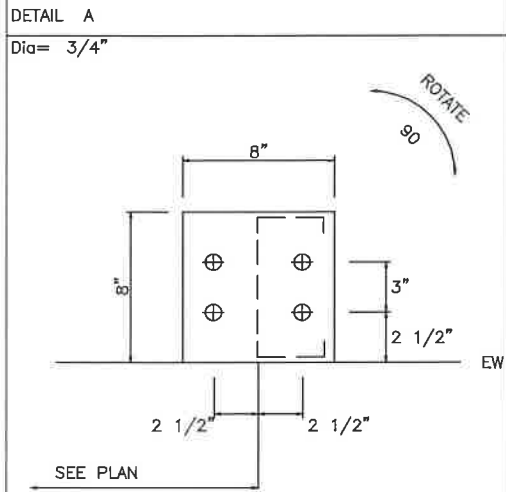 DETAIL A
Dia= 3/4"
ROTATE
90
8"
8"
3"
2 1/2"
EW
2 1/2"
2 1/2"
SEE PLAN